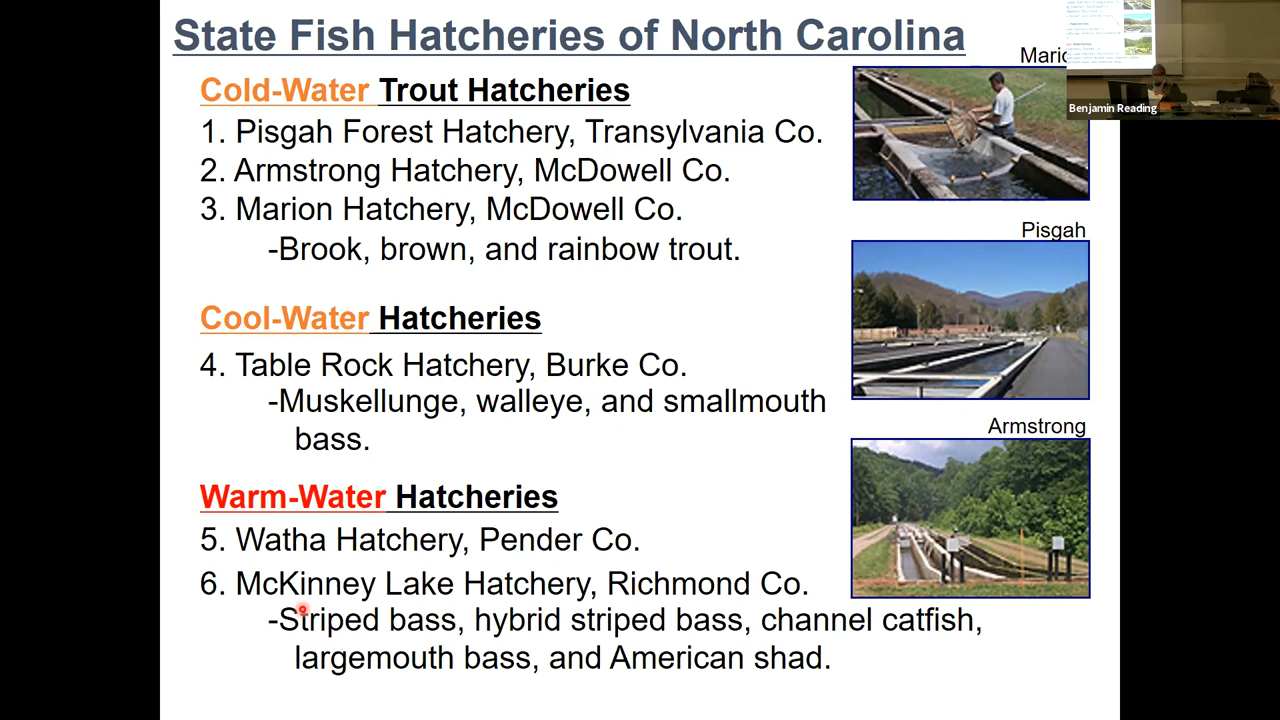 State Fish Hatcheries of North Carolina
Cold-Water Trout Hatcheries
1. Pisgah Forest Hatchery, Transylvania Co.
2. Armstrong Hatchery, McDowell Co.
3. Marion Hatchery, McDowell Co.
-Brook, brown, and rainbow trout.
Cool-Water Hatcheries
4. Table Rock Hatchery, Burke Co.
-Muskellunge, walleye, and smallmouth
bass.
Warm-Water Hatcheries
5. Watha Hatchery, Pender Co.
6. McKinney Lake Hatchery, Richmond Co.
-Striped bass, hybrid striped bass, channel catfish,
largemouth bass, and American shad.
Benjamin Reading
Pisgah
Armstrong